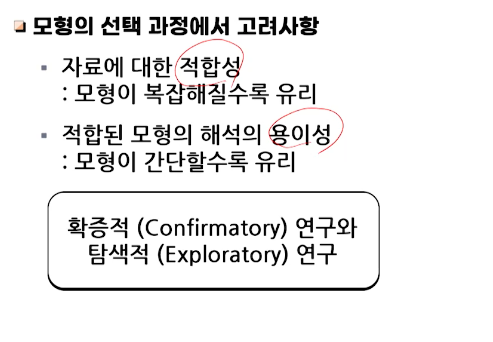 모형의 선택 과정에서 고려사항
자료에 대한 적합성
: 모형이 복잡해질수록 유리
적합된 모형의 해석의 용이성
: 모형이 간단할수록 유리
확증적 (Confirmatory) 연구와
탐색적 (Exploratory) 연구